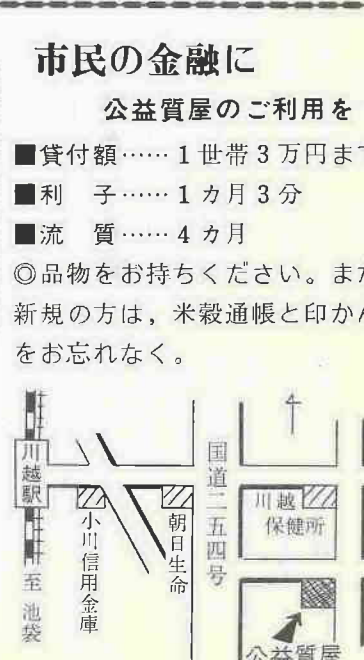 市民の金融に
公益質屋のご利用を
■貸付額……1世帯3万円まで
■利　子……1カ月3分
■流　質……4カ月
◎品物をお持ちください。また
新規の方は，米穀通帳と印かん
をお忘れなく。
川越駅
至池袋
小川信用金庫
朝日生命
国道二五四号
川越
保健所
公益質屋